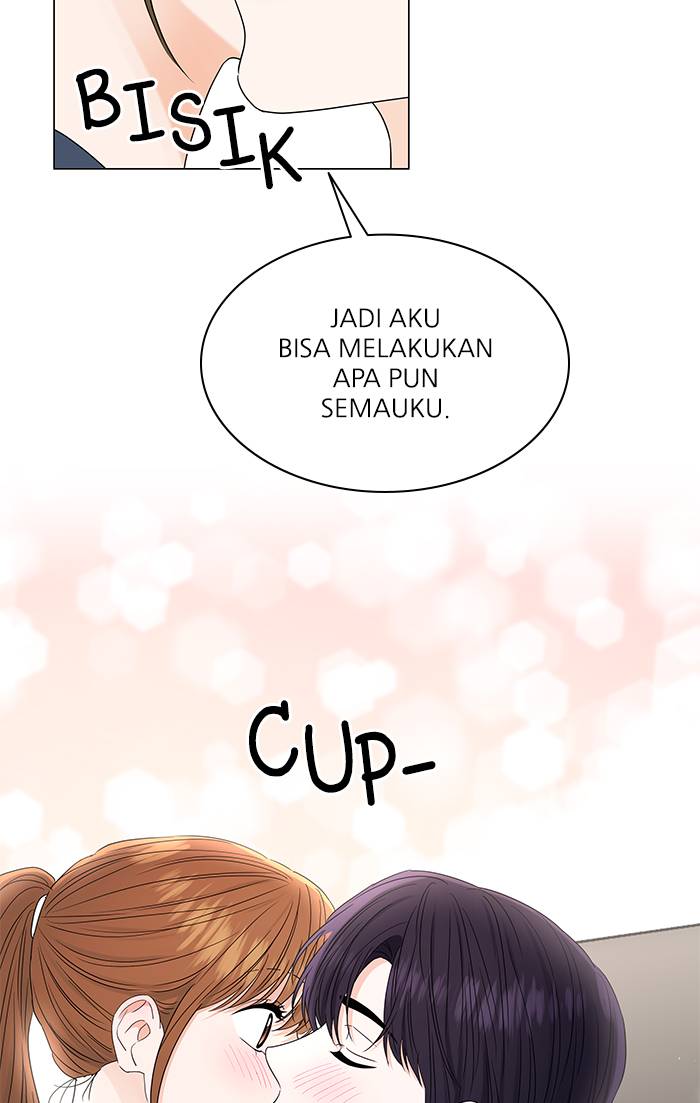 BISIK
JADI AKU
BISA MELAKUKAN
APA PUN
SEMAUKU.
CUP-